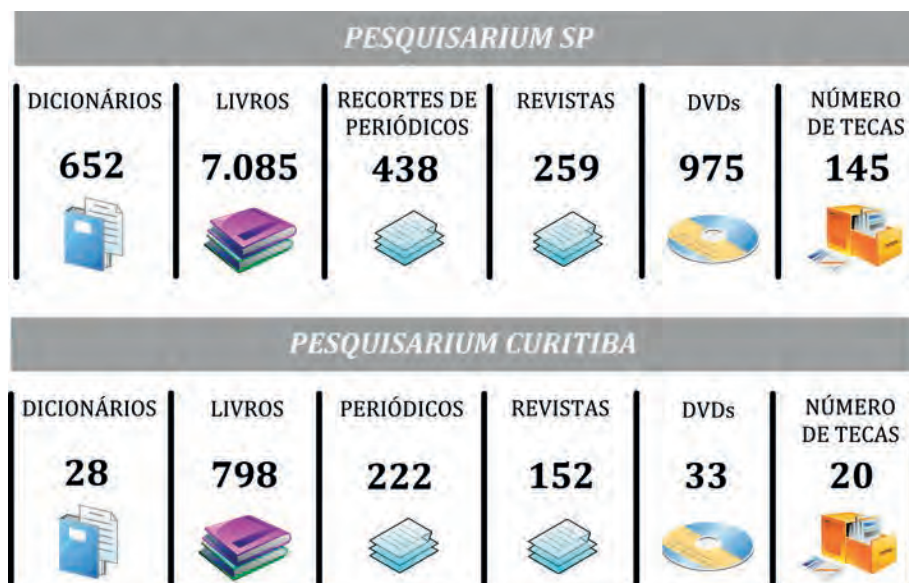 PESQUISARIUM SP
DICIONÁRIOS
652
LIVROS
7.085
RECORTES DE
PERIÓDICOS
438
REVISTAS
259
DVDs
975
NÚMERO
DE TECAS
145
PESQUISARIUM CURITIBA
DICIONÁRIOS
28
LIVROS
798
PERIÓDICOS
222
REVISTAS
152
DVDs
33
NÚMERO
DE TECAS
20